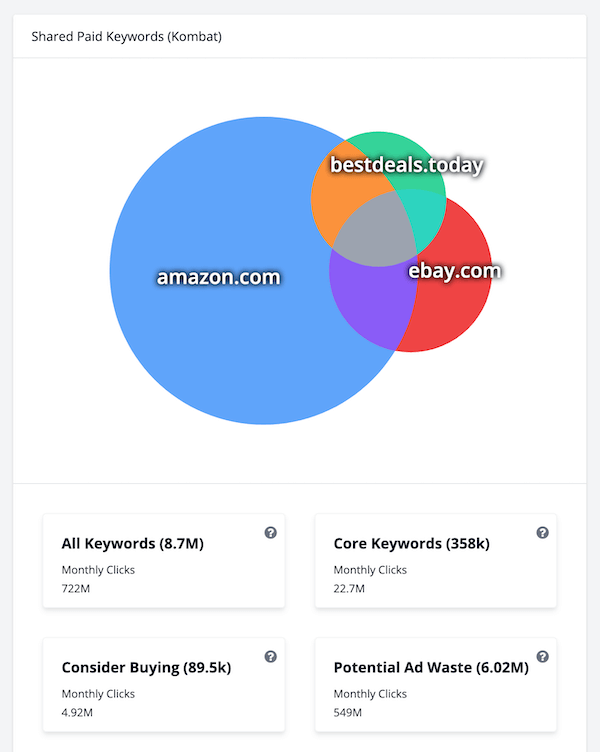 Shared Paid Keywords (Kombat)
bestdeals.today
amazon.com
ebay.com
All Keywords (8.7M)
Monthly Clicks
722M
Core Keywords (358k)
Monthly Clicks
22.7M
Consider Buying (89.5k)
Monthly Clicks
4.92M
Potential Ad Waste (6.02M)
Monthly Clicks
549M